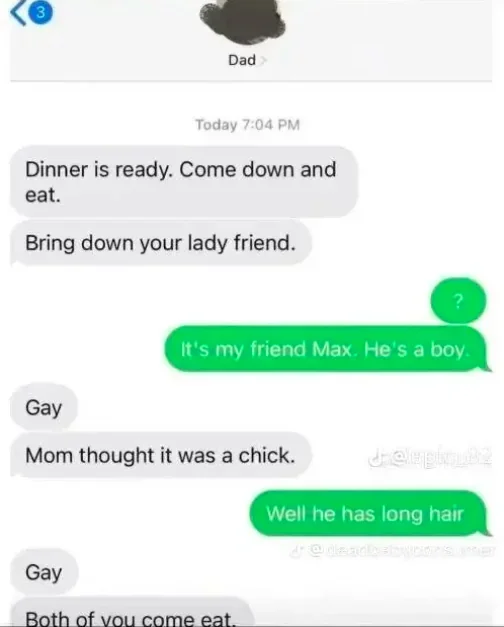 3
Dad
Today 7:04 PM
Dinner is ready. Come down and
eat.
Bring down your lady friend.
?
It's my friend Max. He's a boy.
Gay
Mom thought it was a chick.
Well he has long hair
Gay
Both of you come eat.